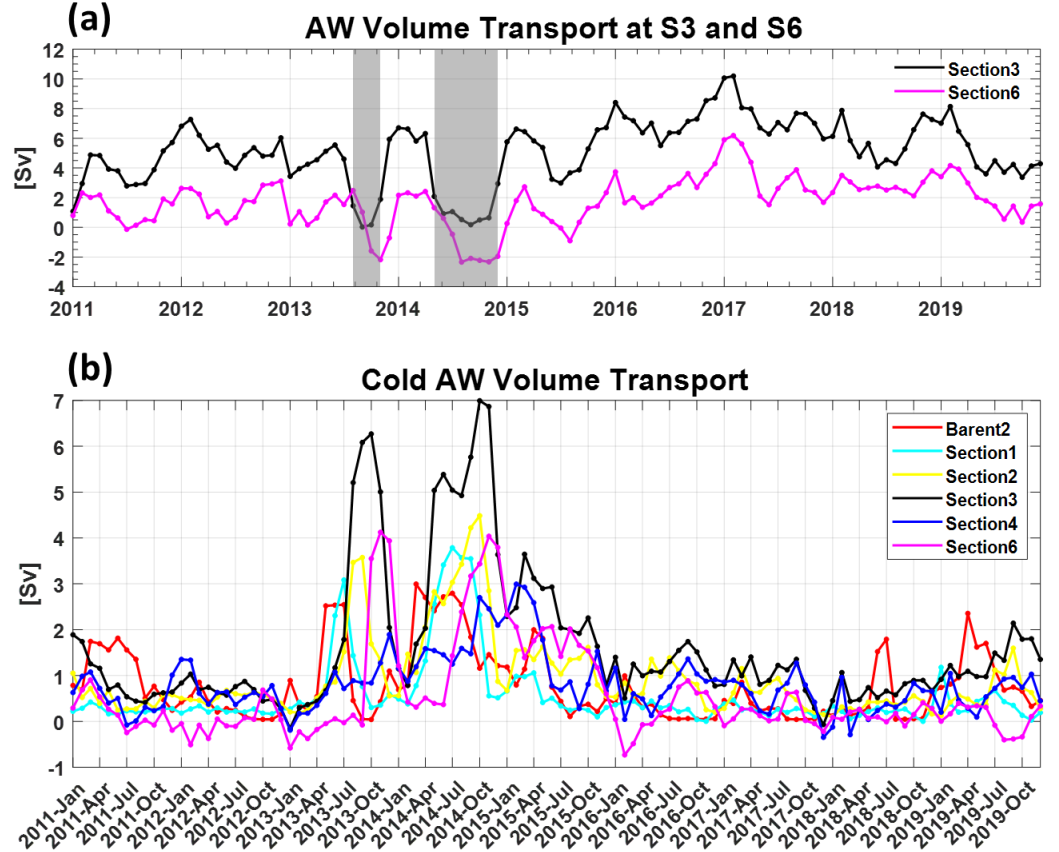 (a)
AW Volume Transport at S3 and S6
[Sv]
12
10
8
6
4
2
0
-2
-4
Section3
Section6
2011 2012 2013 2014 2015 2016 2017 2018 2019
(b)
Cold AW Volume Transport
[Sv]
7
6
5
4
3
2
1
0
-1
Barent2
Section1
Section2
Section3
Section4
Section6
2011-Jan
2011-Apr
2011-Jul
2011-Oct
2012-Jan
2012-Apr
2012-Jul
2012-Oct
2013-Jan
2013-Apr
2013-Jul
2013-Oct
2014-Jan
2014-Apr
2014-Jul
2014-Oct
2015-Jan
2015-Apr
2015-Jul
2015-Oct
2016-Jan
2016-Apr
2016-Jul
2016-Oct
2017-Jan
2017-Apr
2017-Jul
2017-Oct
2018-Jan
2018-Apr
2018-Jul
2018-Oct
2019-Jan
2019-Apr
2019-Jul
2019-Oct